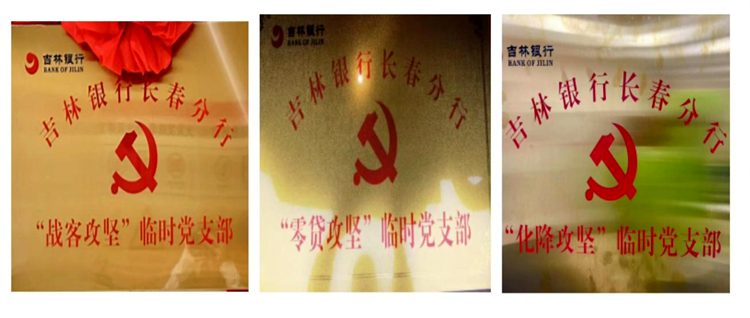 吉林银行
BANK OF JILIN
吉林银行长春分行
“战客攻坚”临时党支部
吉林银行
BANK OF JILIN
吉林银行长春分行
“零贷攻坚”临时党支部
吉林银行
BANK OF JILIN
吉林银行长春分行
“化降攻坚”临时党支部